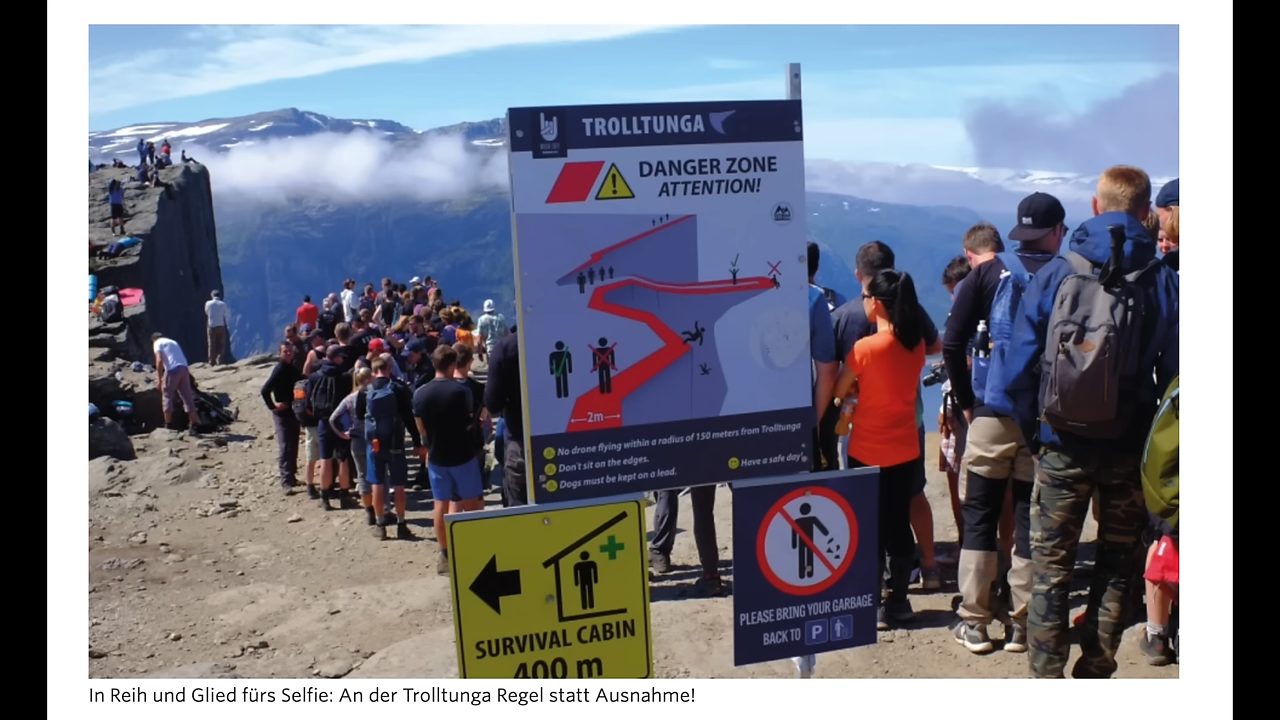 TROLLTUNGA
DANGER ZONE
ATTENTION!
2m
No drone flying within a radius of 150 meters from Trolltunga
Don't sit on the edges.
Dogs must be kept on a lead.
Have a safe day!
SURVIVAL CABIN
400 m
PLEASE BRING YOUR GARBAGE
BACK TO P
In Reih und Glied fürs Selfie: An der Trolltunga Regel statt Ausnahme!